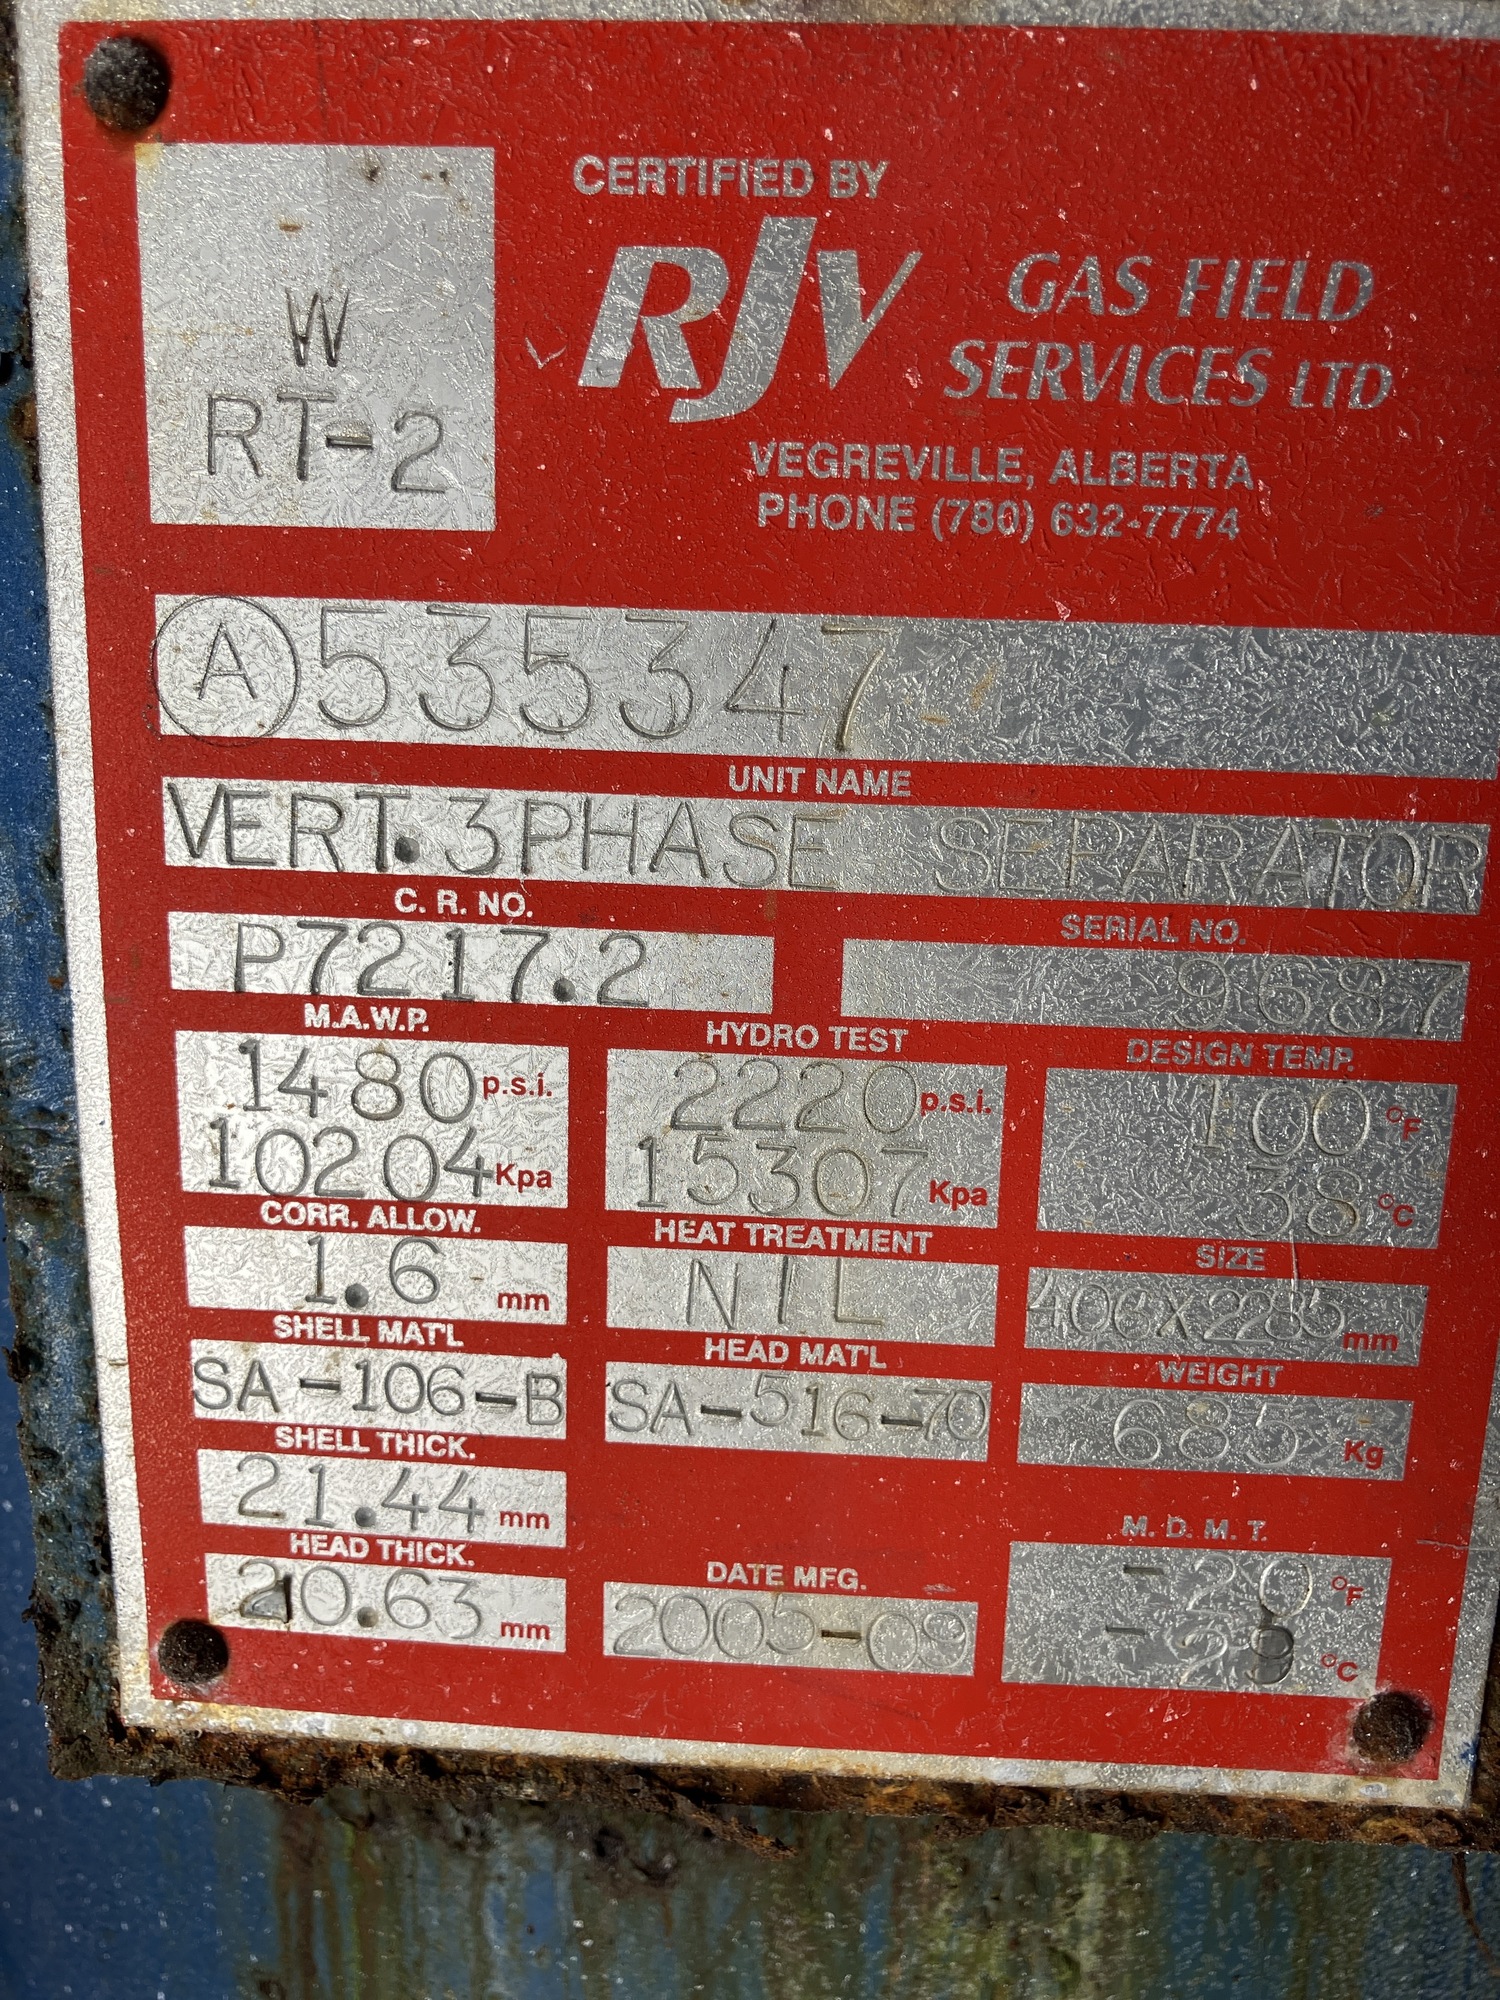 W
RT-2
CERTIFIED BY
RJV GAS FIELD
SERVICES LTD
VEGREVILLE, ALBERTA
PHONE (780) 632-7774
A 535347
UNIT NAME
VERT. 3 PHASE SEPARATOR
C. R. NO.
P7217.2
SERIAL NO.
9687
M.A.W.P.
1480 p.s.i.
10204 Kpa
HYDRO TEST
2220 p.s.i.
15307 Kpa
DESIGN TEMP.
100 °F
38 °C
CORR. ALLOW.
1.6 mm
HEAT TREATMENT
NIL
SIZE
406X2285 mm
SHELL MAT'L
SA-106-B
HEAD MAT'L
SA-516-70
WEIGHT
685 Kg
SHELL THICK.
21.44 mm
HEAD THICK.
20.63 mm
DATE MFG.
2005-09
M. D. M. T.
-20 °F
-29 °C